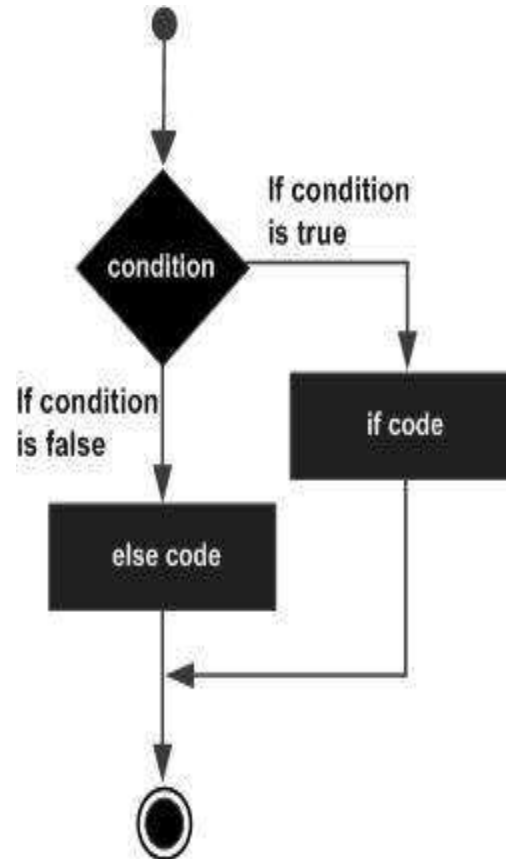 If condition
is true
condition
If condition
is false
if code
else code